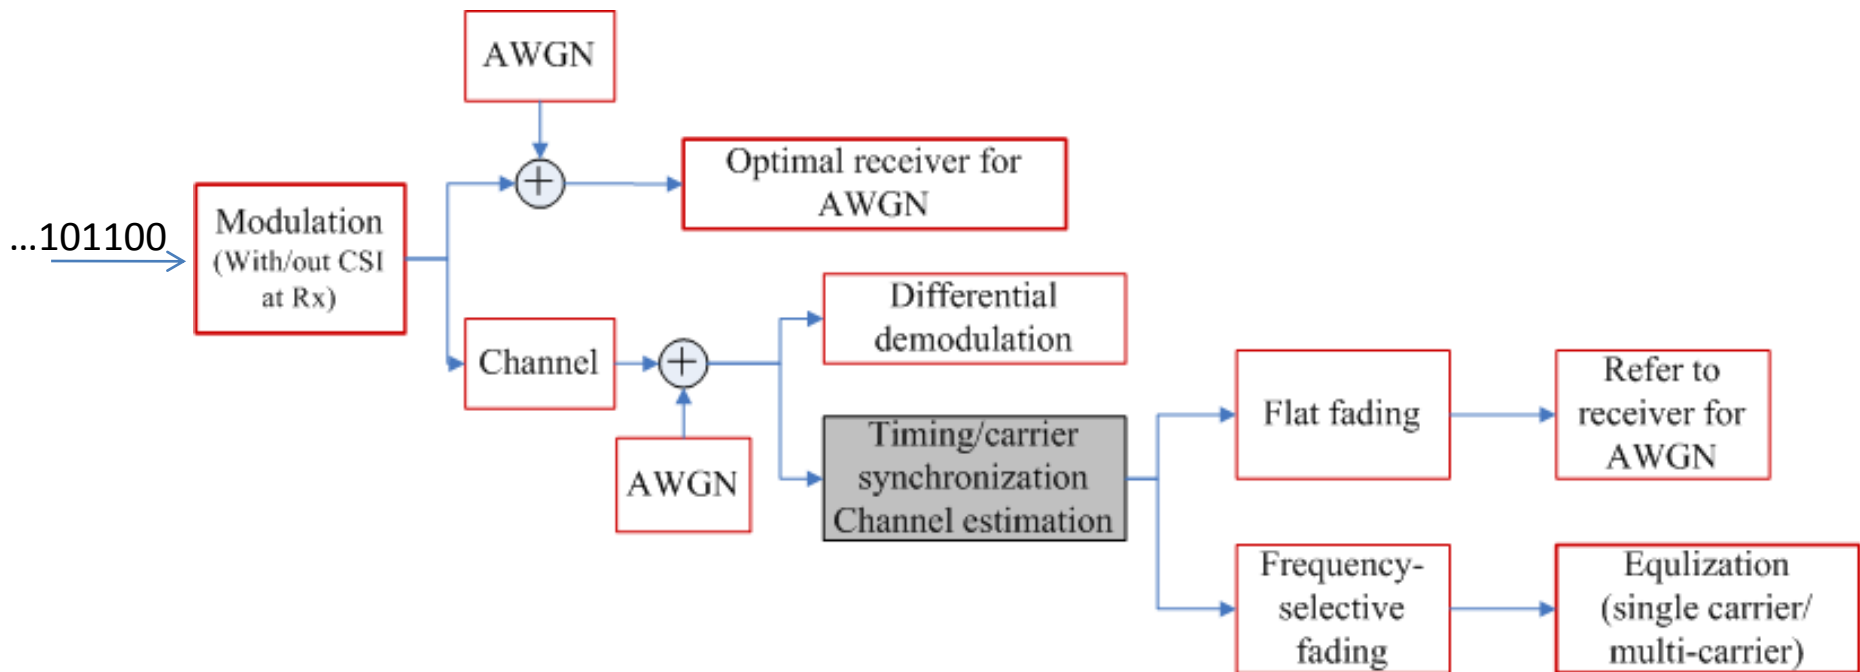 AWGN
Optimal receiver for
AWGN
...101100
Modulation
(With/out CSI
at Rx)
Differential
demodulation
Channel
AWGN
Timing/carrier
synchronization
Channel estimation
Flat fading
Refer to
receiver for
AWGN
Frequency-
selective
fading
Equlization
(single carrier/
multi-carrier)